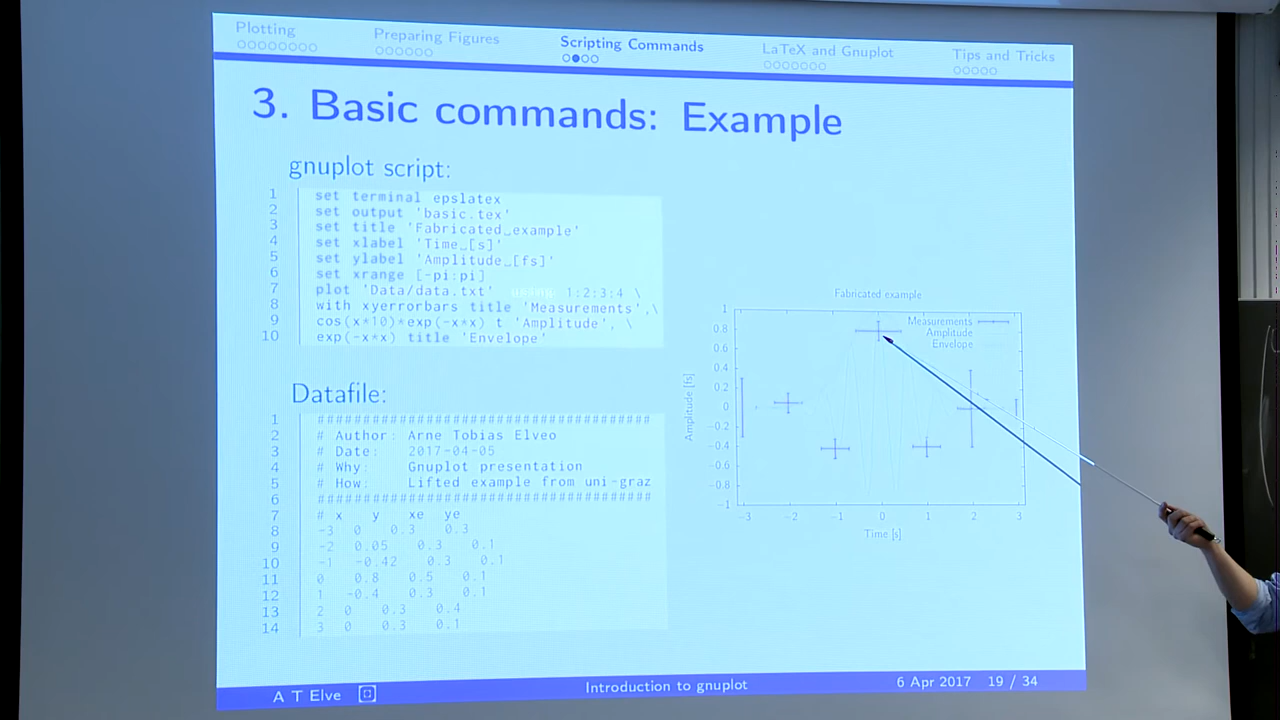 Plotting
Preparing Figures
Scripting Commands
LaTeX and Gnuplot
Tips and Tricks
3. Basic commands: Example
gnuplot script:
1 set terminal epslatex
2 set output 'basic.tex'
3 set title 'Fabricated_example'
4 set xlabel 'Time_[s]'
5 set ylabel 'Amplitude_[fs]'
6 set xrange [-pi:pi]
7 plot 'Data/data.txt' 1:2:3:4 \
8 with xyerrorbars title 'Measurements',\
9 cos(x*10)*exp(-x*x) t 'Amplitude', \
10 exp(-x*x) title 'Envelope'
Datafile:
1 #####################################
2 # Author: Arne Tobias Elveo
3 # Date: 2017-04-05
4 # Why: Gnuplot presentation
5 # How: Lifted example from uni-graz
6 #####################################
7 # x y xe ye
8 -3 0 0.3 0.3
9 -2 0.05 0.3 0.1
10 -1 -0.42 0.3 0.1
11 0 0.8 0.5 0.1
12 1 -0.4 0.3 0.1
13 2 0 0.3 0.4
14 3 0 0.3 0.1
Fabricated example
Measurements
Amplitude
Envelope
1
0.8
0.6
0.4
0.2
0
-0.2
-0.4
-0.6
-0.8
-1
-3 -2 -1 0 1 2 3
Amplitude [fs]
Time [s]
A T Elve
Introduction to gnuplot
6 Apr 2017 19 / 34